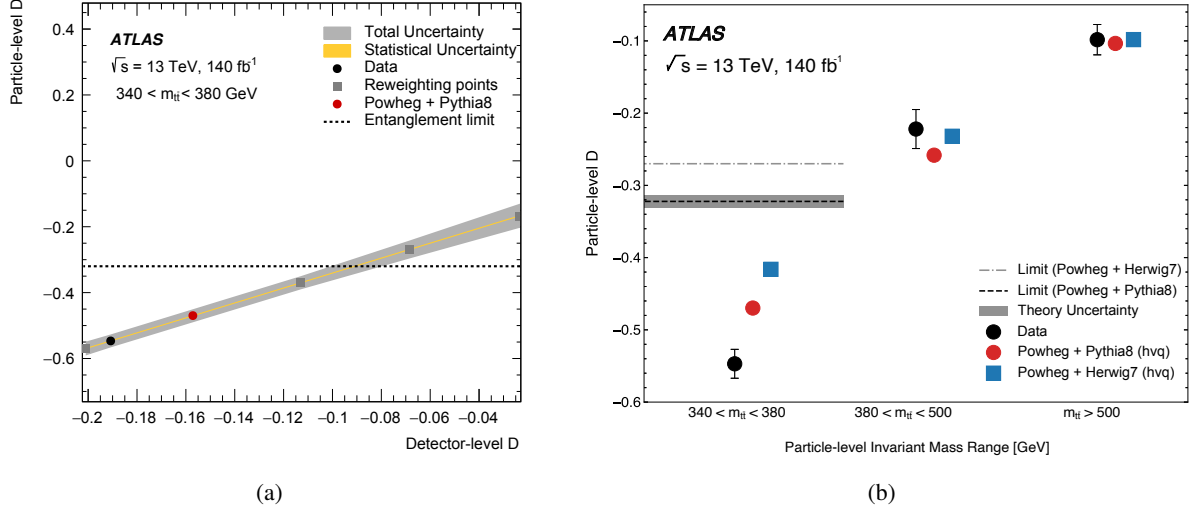 Particle-level D
0.4
0.2
0
−0.2
−0.4
−0.6
ATLAS
√s = 13 TeV, 140 fb-1
340 < mtt̄ < 380 GeV
Total Uncertainty
Statistical Uncertainty
Data
Reweighting points
Powheg + Pythia8
Entanglement limit
−0.2 −0.18 −0.16 −0.14 −0.12 −0.1 −0.08 −0.06 −0.04
Detector-level D
(a)
Particle-level D
−0.1
−0.2
−0.3
−0.4
−0.5
−0.6
ATLAS
√s = 13 TeV, 140 fb-1
Limit (Powheg + Herwig7)
Limit (Powheg + Pythia8)
Theory Uncertainty
Data
Powheg + Pythia8 (hvq)
Powheg + Herwig7 (hvq)
340 < mtt̄ < 380 380 < mtt̄ < 500 mtt̄ > 500
Particle-level Invariant Mass Range [GeV]
(b)